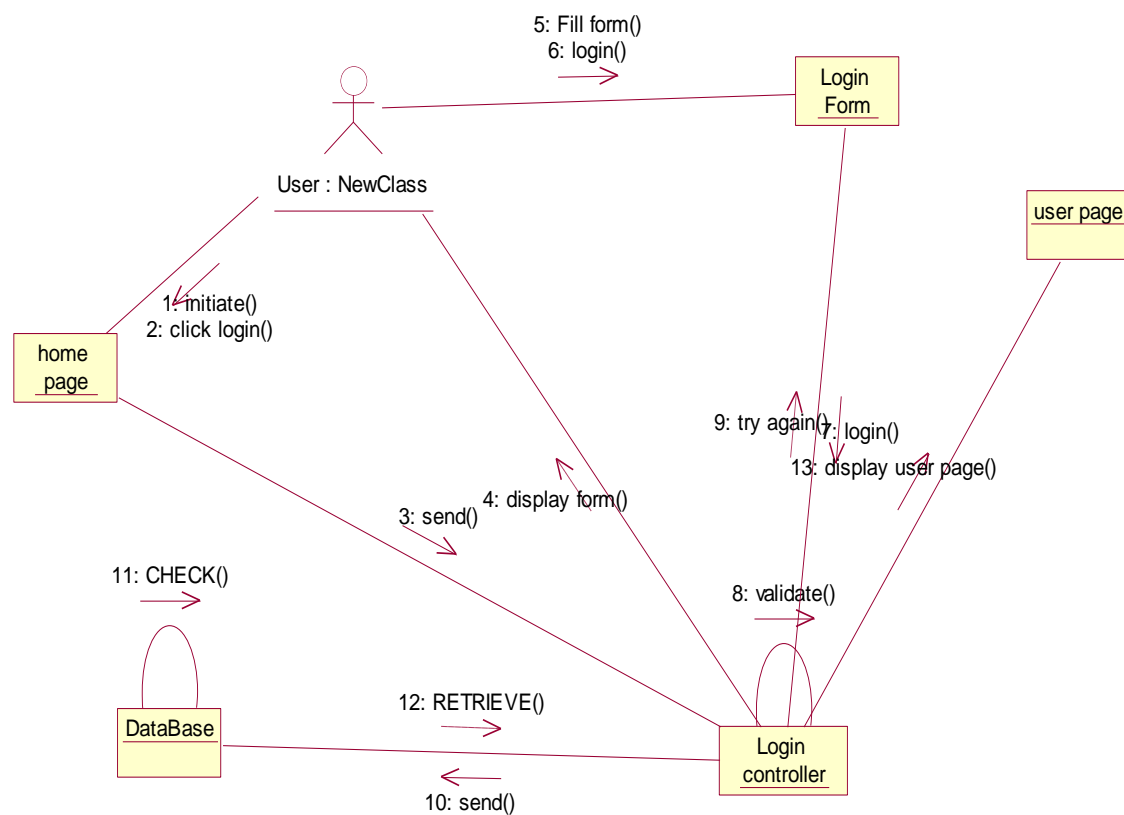 5: Fill form()
6: login()
Login
Form
User : NewClass
user page
1: initiate()
2: click login()
home
page
9: try again()
7: login()
13: display user page()
4: display form()
3: send()
11: CHECK()
8: validate()
12: RETRIEVE()
DataBase
Login
controller
10: send()